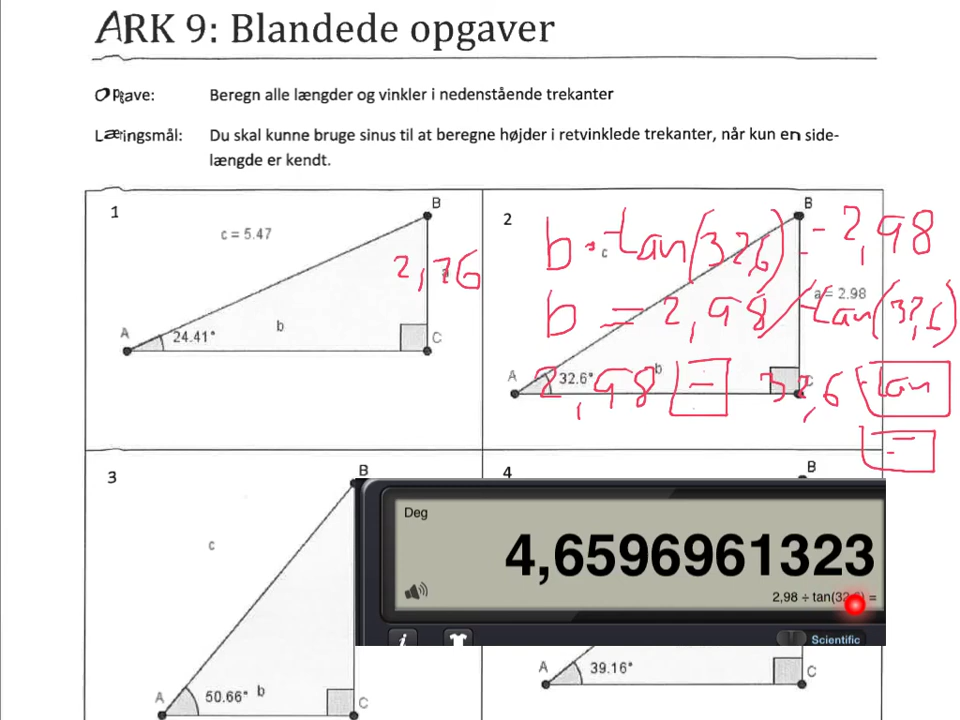 ARK 9: Blandede opgaver
Opgave: Beregn alle længder og vinkler i nedenstående trekanter
Læringsmål: Du skal kunne bruge sinus til at beregne højder i retvinklede trekanter, når kun en side-
længde er kendt.
1
B
c = 5.47
2,76
A
24.41°
b
C
2
B
b · tan(32,6) = 2,98
c
a = 2.98
b = 2,98/tan(32,6)
A
32.6°
b
2,98 ÷ 32,6 tan
=
3
B
c
A
50.66°
b
C
4
B
A
39.16°
C
Deg
4,6596961323
2,98 ÷ tan(32,6) =
i
Scientific